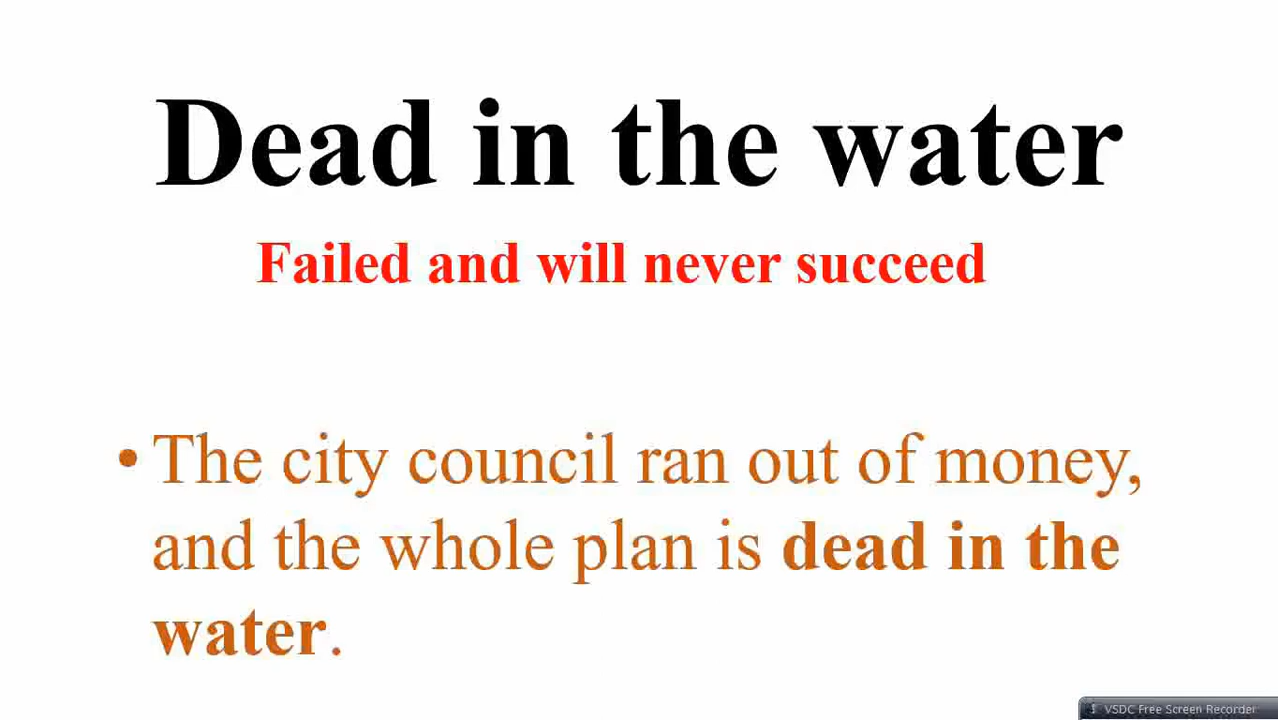 Dead in the water
Failed and will never succeed
• The city council ran out of money,
and the whole plan is dead in the
water.
VSDC Free Screen Recorder